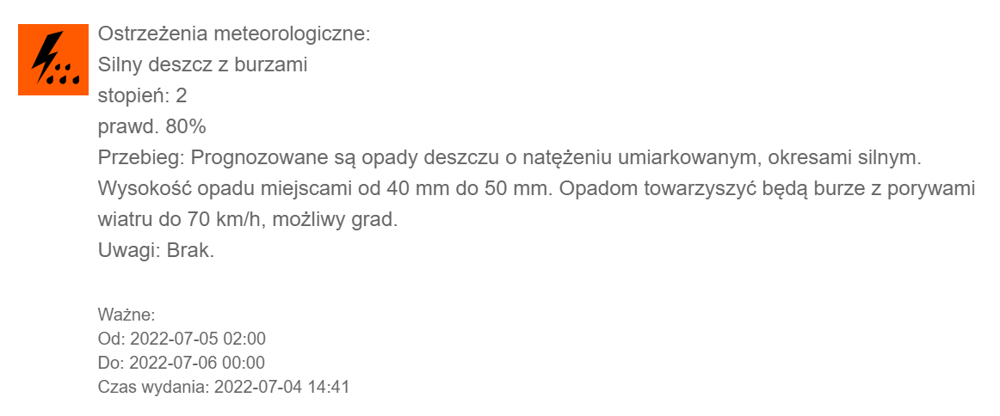 Ostrzeżenia meteorologiczne:
Silny deszcz z burzami
stopień: 2
prawd. 80%
Przebieg: Prognozowane są opady deszczu o natężeniu umiarkowanym, okresami silnym.
Wysokość opadu miejscami od 40 mm do 50 mm. Opadom towarzyszyć będą burze z porywami
wiatru do 70 km/h, możliwy grad.
Uwagi: Brak.
Ważne:
Od: 2022-07-05 02:00
Do: 2022-07-06 00:00
Czas wydania: 2022-07-04 14:41